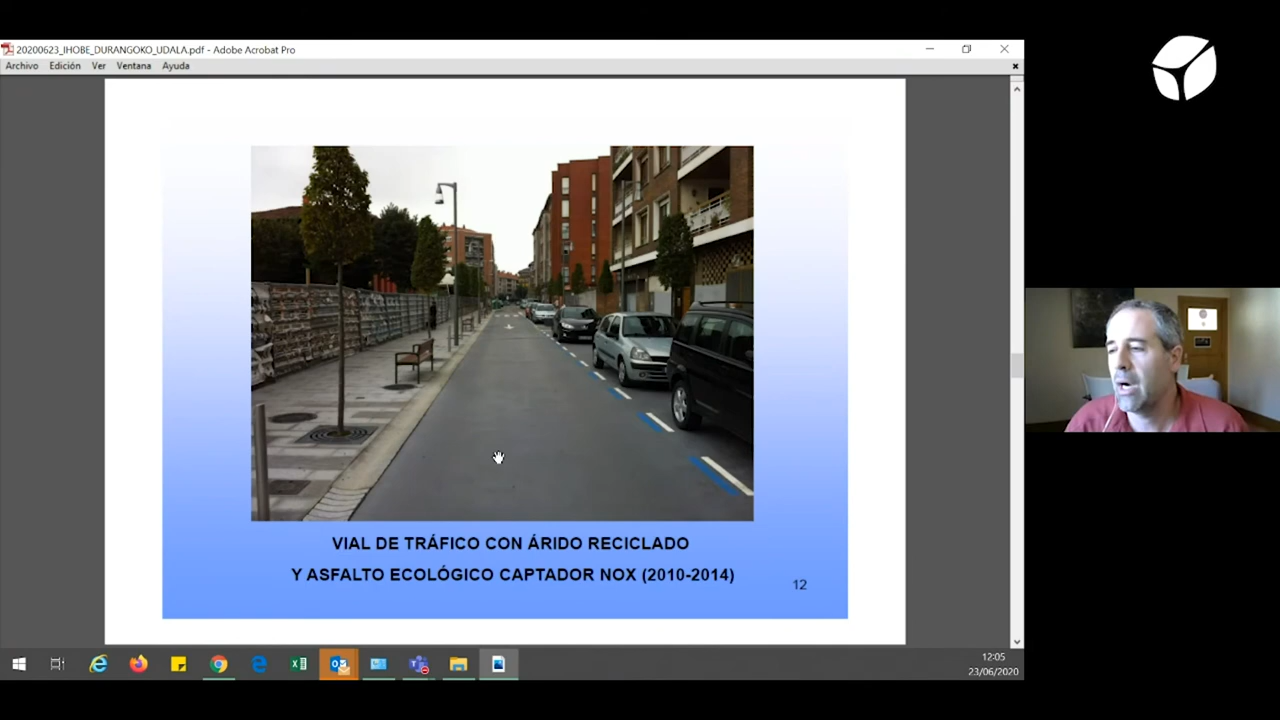 20200623_IHOBE_DURANGOKO_UDALA.pdf - Adobe Acrobat Pro
Archivo Edición Ver Ventana Ayuda
VIAL DE TRÁFICO CON ÁRIDO RECICLADO
Y ASFALTO ECOLÓGICO CAPTADOR NOX (2010-2014)
12
12:05
23/06/2020